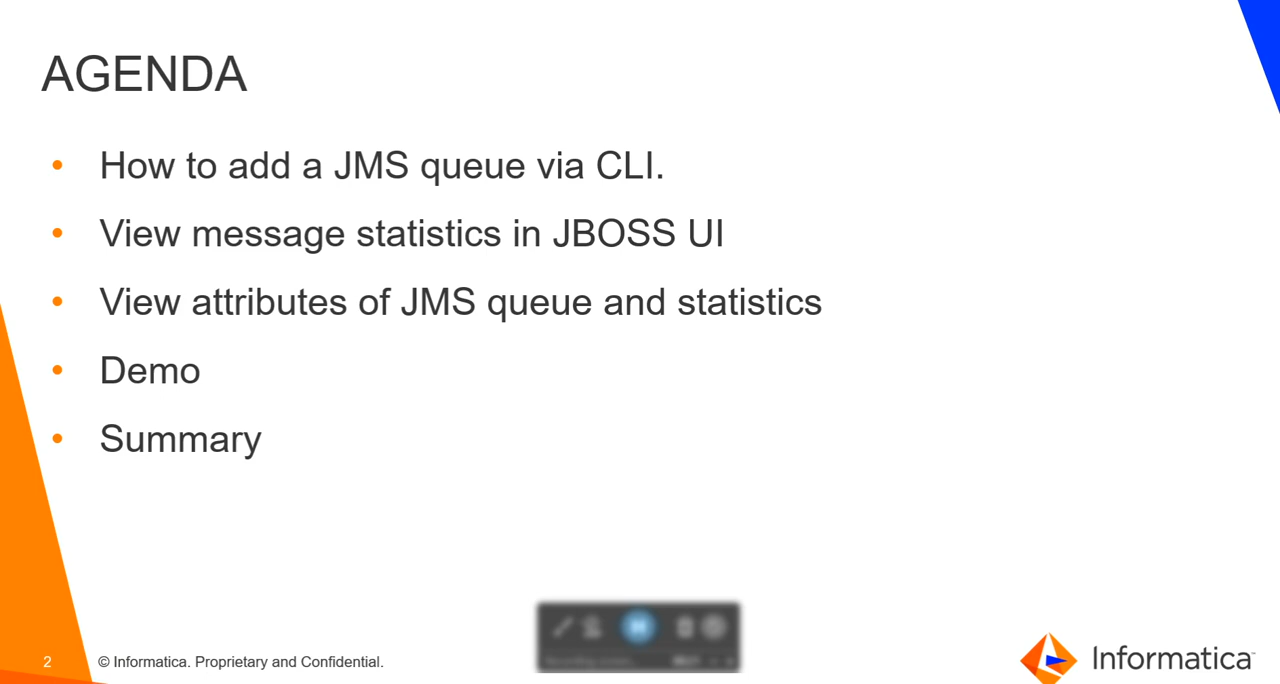 AGENDA
• How to add a JMS queue via CLI.
• View message statistics in JBOSS UI
• View attributes of JMS queue and statistics
• Demo
• Summary
2 © Informatica. Proprietary and Confidential.
Informatica